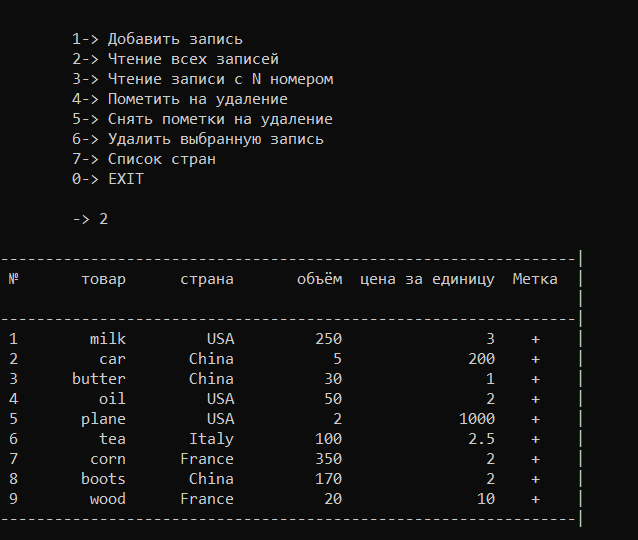 1-> Добавить запись
2-> Чтение всех записей
3-> Чтение записи с N номером
4-> Пометить на удаление
5-> Снять пометки на удаление
6-> Удалить выбранную запись
7-> Список стран
0-> EXIT
-> 2
----------------------------------------------------------------|
№ товар страна объём цена за единицу Метка |
|
----------------------------------------------------------------|
1 milk USA 250 3 + |
2 car China 5 200 + |
3 butter China 30 1 + |
4 oil USA 50 2 + |
5 plane USA 2 1000 + |
6 tea Italy 100 2.5 + |
7 corn France 350 2 + |
8 boots China 170 2 + |
9 wood France 20 10 + |
----------------------------------------------------------------|